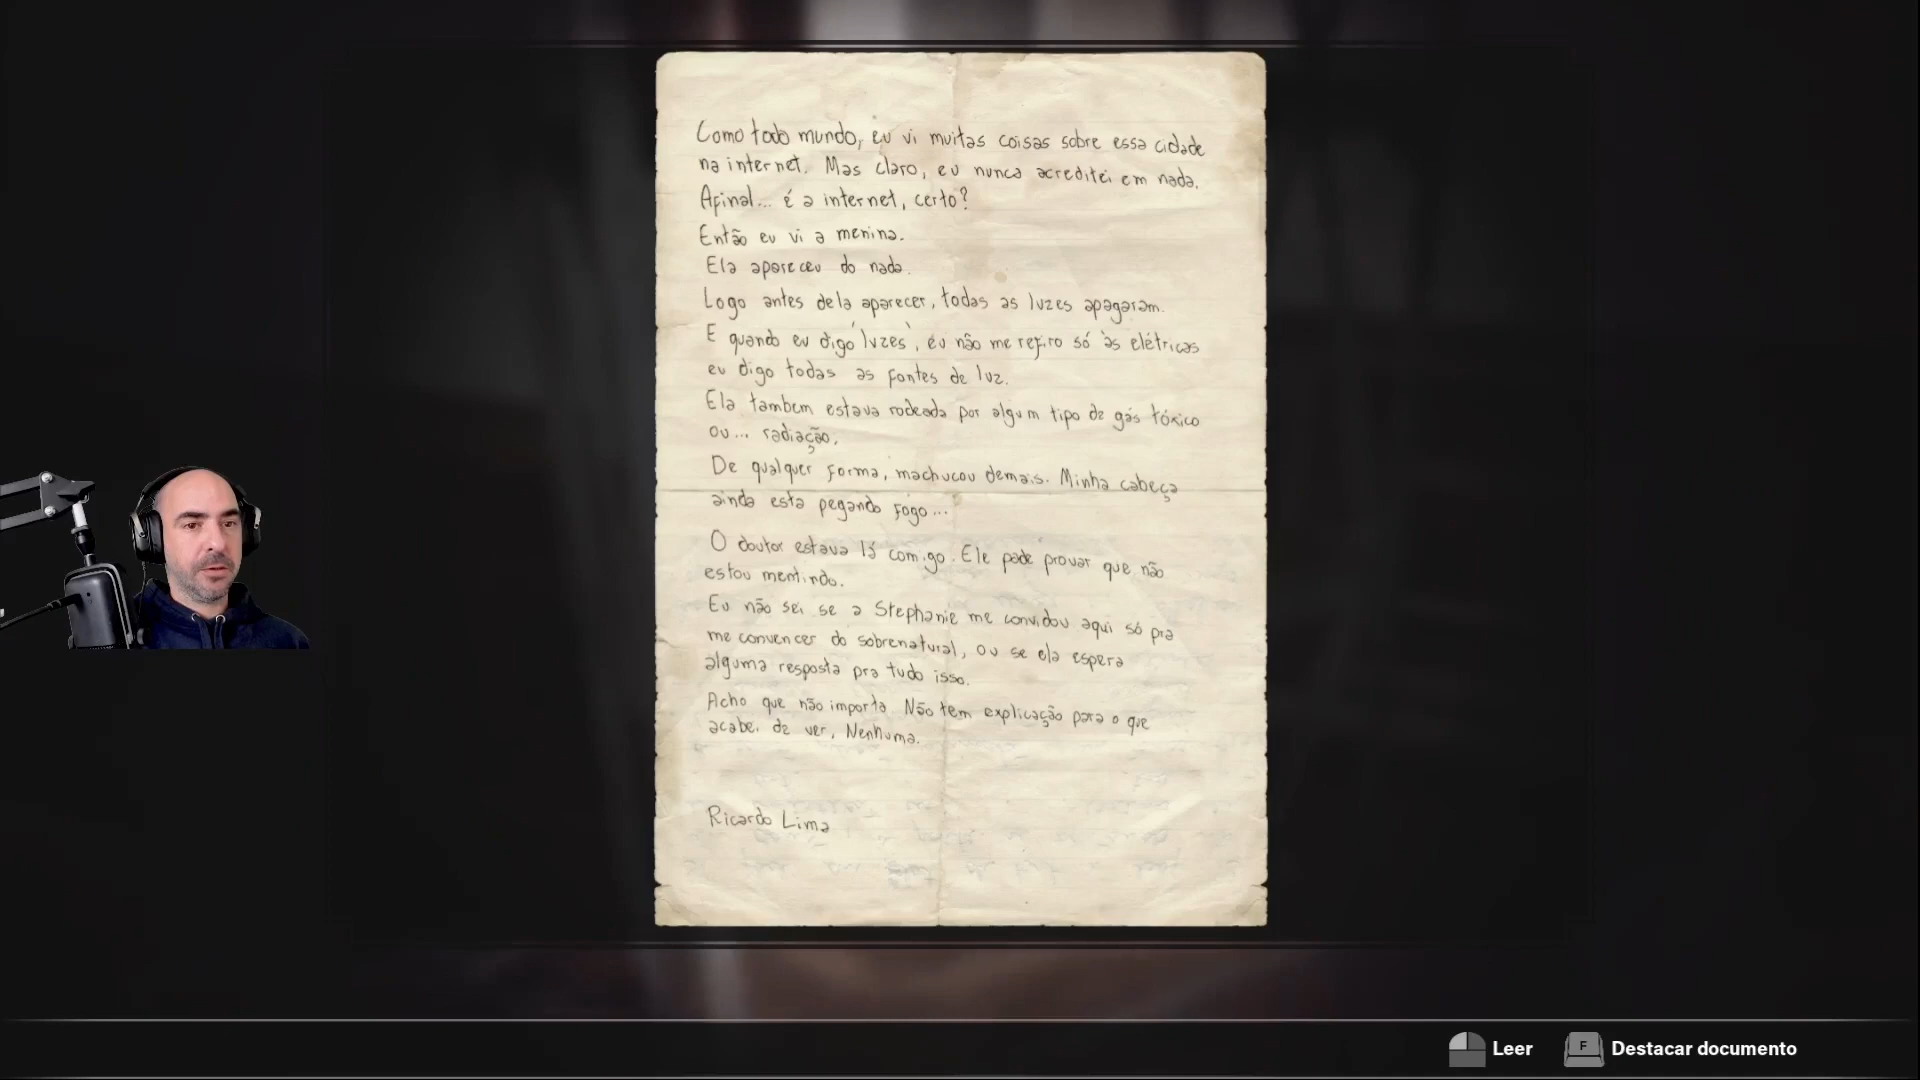 Como todo mundo, eu vi muitas coisas sobre essa cidade
na internet. Mas claro, eu nunca acreditei em nada.
Afinal... é a internet, certo?
Então eu vi a menina.
Ela apareceu do nada.
Logo antes dela aparecer, todas as luzes apagaram.
E quando eu digo 'luzes', eu não me refiro só às elétricas
eu digo todas as fontes de luz.
Ela tambem estava rodeada por algum tipo de gás tóxico
ou... radiação.
De qualquer forma, machucou demais. Minha cabeça
ainda esta pegando fogo...
O doutor estava lá comigo. Ele pode provar que não
estou mentindo.
Eu não sei se a Stephanie me convidou aqui só pra
me convencer do sobrenatural, ou se ela espera
alguma resposta pra tudo isso.
Acho que não importa Não tem explicação para o que
acabei de ver, Nenhuma.
Ricardo Lima
Leer
F
Destacar documento